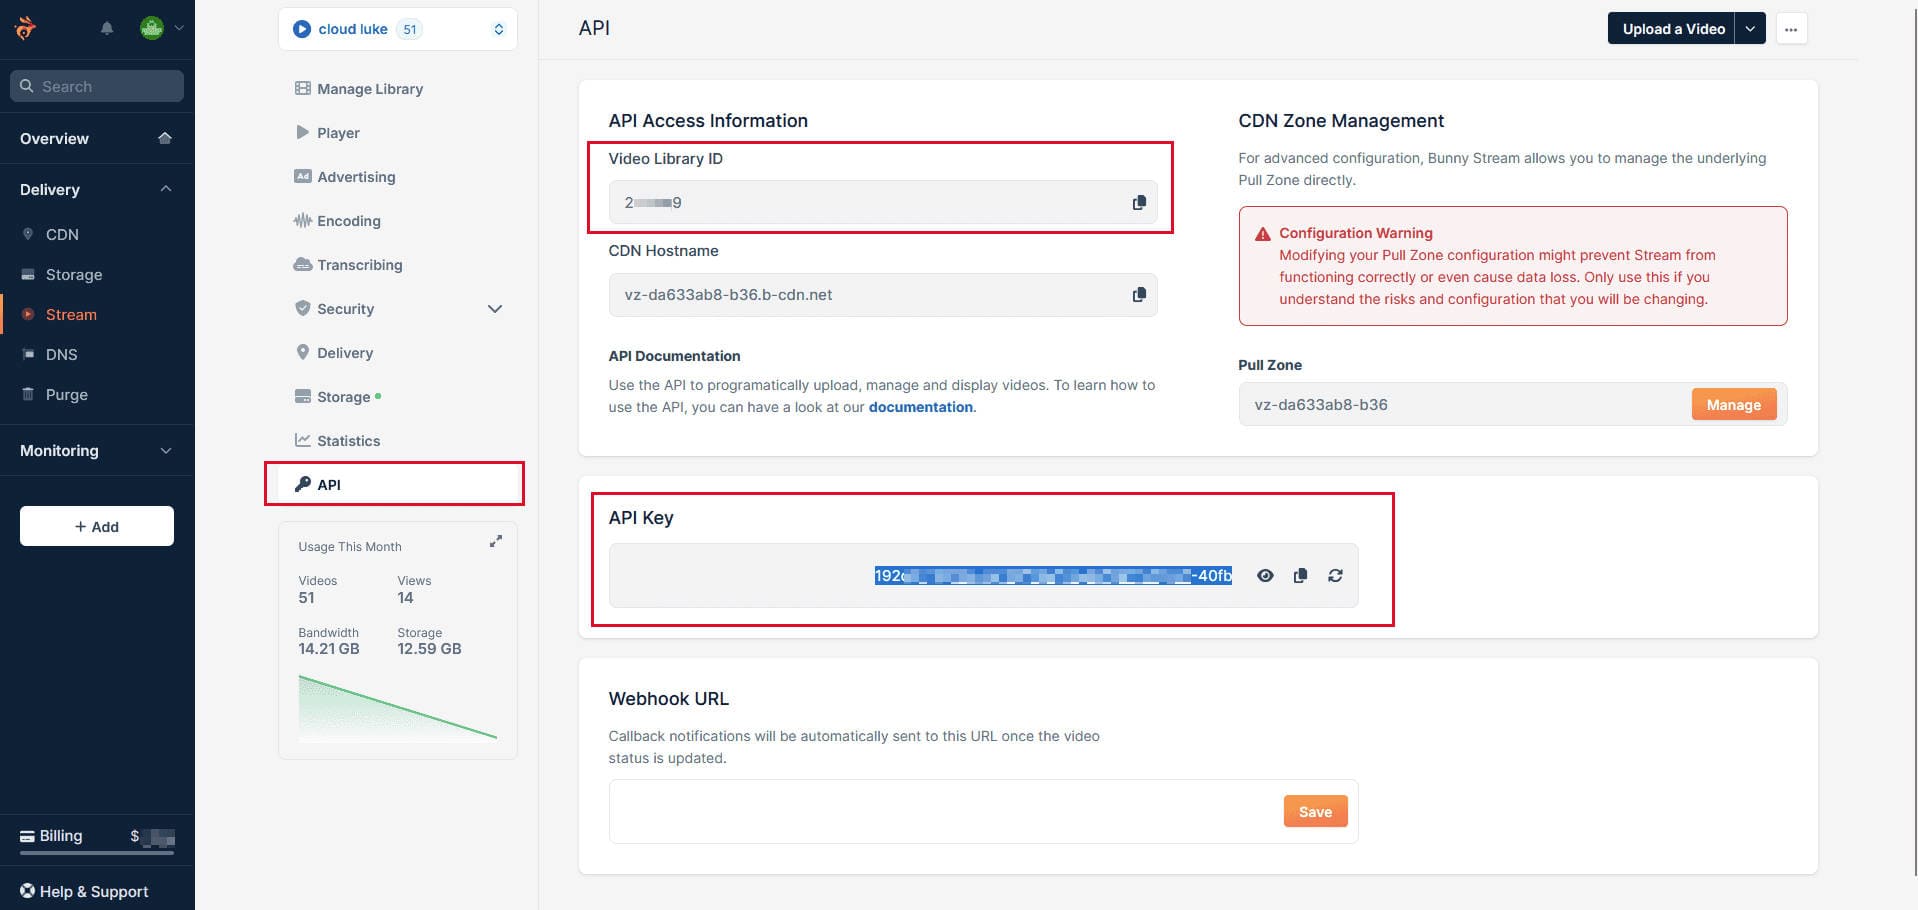 Search
Overview
Delivery
CDN
Storage
Stream
DNS
Purge
Monitoring
+ Add
Billing $
Help & Support
cloud luke 51
Manage Library
Player
Ad Advertising
Encoding
Transcribing
Security
Delivery
Storage
Statistics
API
Usage This Month
Videos Views
51 14
Bandwidth Storage
14.21 GB 12.59 GB
API
Upload a Video
API Access Information
Video Library ID
CDN Hostname
vz-da633ab8-b36.b-cdn.net
API Documentation
Use the API to programatically upload, manage and display videos. To learn how to
use the API, you can have a look at our documentation.
CDN Zone Management
For advanced configuration, Bunny Stream allows you to manage the underlying
Pull Zone directly.
Configuration Warning
Modifying your Pull Zone configuration might prevent Stream from
functioning correctly or even cause data loss. Only use this if you
understand the risks and configuration that you will be changing.
Pull Zone
vz-da633ab8-b36 Manage
API Key
Webhook URL
Callback notifications will be automatically sent to this URL once the video
status is updated.
Save